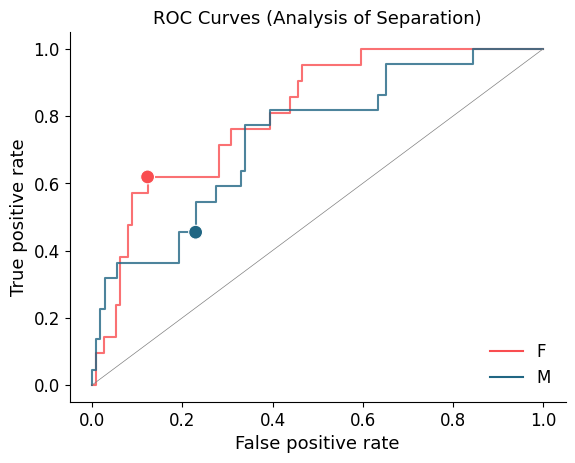 ROC Curves (Analysis of Separation)
True positive rate
1.0
0.8
0.6
0.4
0.2
0.0
0.0 0.2 0.4 0.6 0.8 1.0
False positive rate
F
M